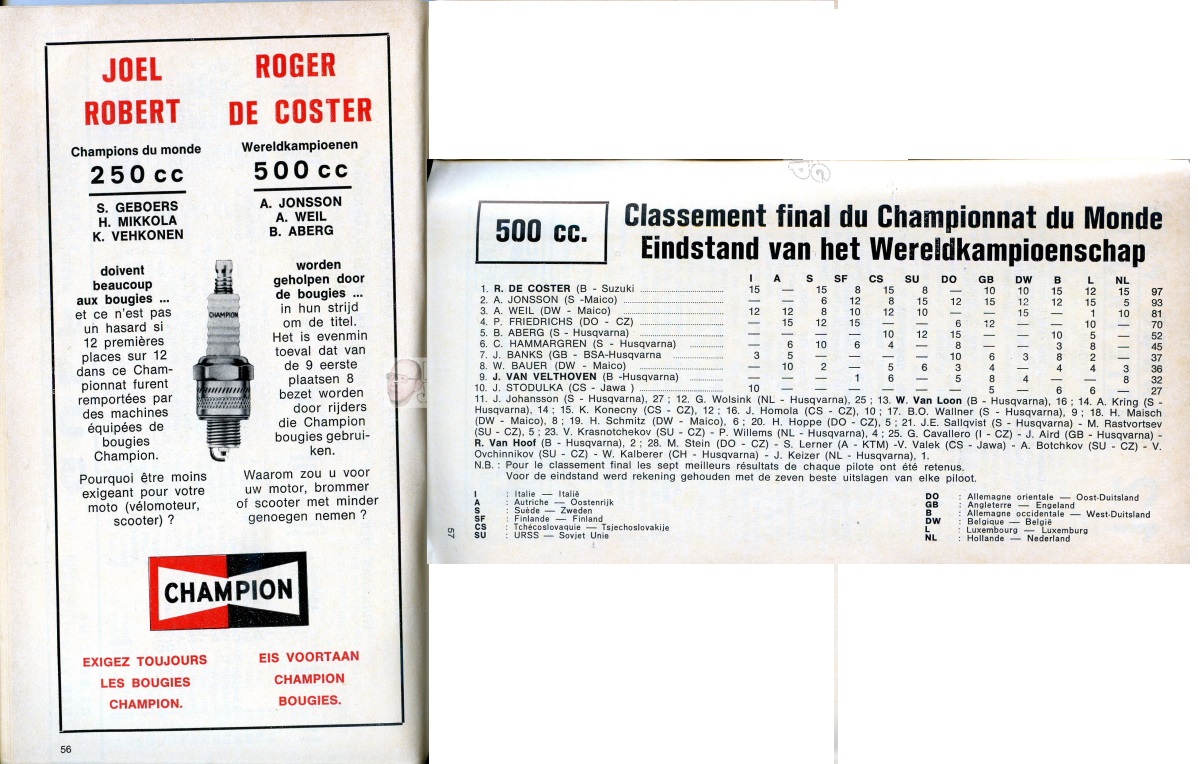 JOEL
ROBERT
Champions du monde
250 cc
S. GEBOERS
H. MIKKOLA
K. VEHKONEN
doivent
beaucoup
aux bougies ...
et ce n'est pas
un hasard si
12 premières
places sur 12
dans ce Cham-
pionnat furent
remportées par
des machines
équipées de
bougies
Champion.
Pourquoi être moins
exigeant pour votre
moto (vélomoteur,
scooter) ?
ROGER
DE COSTER
Wereldkampioenen
500 cc
A. JONSSON
A. WEIL
B. ABERG
worden
geholpen door
de bougies ...
in hun strijd
om de titel.
Het is evenmin
toeval dat van
de 9 eerste
plaatsen 8
bezet worden
door rijders
die Champion
bougies gebrui-
ken.
Waarom zou u voor
uw motor, brommer
of scooter met minder
genoegen nemen ?
CHAMPION
CHAMPION
EXIGEZ TOUJOURS
LES BOUGIES
CHAMPION.
EIS VOORTAAN
CHAMPION
BOUGIES.
56
500 cc.
Classement final du Championnat du Monde
Eindstand van het Wereldkampioenschap
I A S SF CS SU DO GB DW B L NL
1. R. DE COSTER (B - Suzuki 15 — 15 8 15 8 — 10 10 15 12 15 97
2. A. JONSSON (S -Maico) — — 6 12 8 15 12 15 12 12 15 5 93
3. A. WEIL (DW - Maico) 12 12 8 10 12 10 — — 15 — 1 10 81
4. P. FRIEDRICHS (DO - CZ) — 15 12 15 — — 6 12 — — 10 — 70
5. B. ABERG (S - Husqvarna) — — — — 10 12 15 — — 10 5 — 52
6. C. HAMMARGREN (S - Husqvarna) — 6 10 6 4 — 8 — — 3 8 — 45
7. J. BANKS (GB - BSA-Husqvarna 3 5 — — — — 10 6 3 8 2 — 37
8. W. BAUER (DW - Maico) — 10 2 — 5 6 3 4 — 4 4 3 36
9. J. VAN VELTHOVEN (B -Husqvarna) — — — 1 6 — 5 8 4 — — 8 32
10. J. STODULKA (CS - Jawa ) 10 — — — — — — 5 — 6 6 — 27
11. J. Johansson (S - Husqvarna), 27 ; 12. G. Wolsink (NL - Husqvarna), 25 ; 13. W. Van Loon (B - Husqvarna), 16 ; 14. A. Kring (S -
Husqvarna), 14 ; 15. K. Konecny (CS - CZ), 12 ; 16. J. Homola (CS - CZ), 10 ; 17. B.O. Wallner (S - Husqvarna), 9 ; 18. H. Maisch
(DW - Maico), 8 ; 19. H. Schmitz (DW - Maico), 6 ; 20. H. Hoppe (DO - CZ), 5 ; 21. J.E. Sallqvist (S - Husqvarna) - M. Rastvortsev
(SU - CZ), 5 ; 23. V. Krasnotchekov (SU - CZ) - P. Willems (NL - Husqvarna), 4 ; 25. G. Cavallero (I - CZ) - J. Aird (GB - Husqvarna) -
R. Van Hoof (B - Husqvarna), 2 ; 28. M. Stein (DO - CZ) - S. Lerner (A - KTM) -V. Valek (CS - Jawa) - A. Botchkov (SU - CZ) - V.
Ovchinnikov (SU - CZ) - W. Kalberer (CH - Husqvarna) - J. Keizer (NL - Husqvarna), 1.
N.B. : Pour le classement final les sept meilleurs résultats de chaque pilote ont été retenus.
Voor de eindstand werd rekening gehouden met de zeven beste uitslagen van elke piloot.
I : Italie — Italië
A : Autriche — Oostenrijk
S : Suède — Zweden
SF : Finlande — Finland
CS : Tchécoslovaquie — Tsjechoslovakije
SU : URSS — Sovjet Unie
DO : Allemagne orientale — Oost-Duitsland
GB : Angleterre — Engeland
B : Allemagne occidentale — West-Duitsland
DW : Belgique — België
L : Luxembourg — Luxemburg
NL : Hollande — Nederland
57